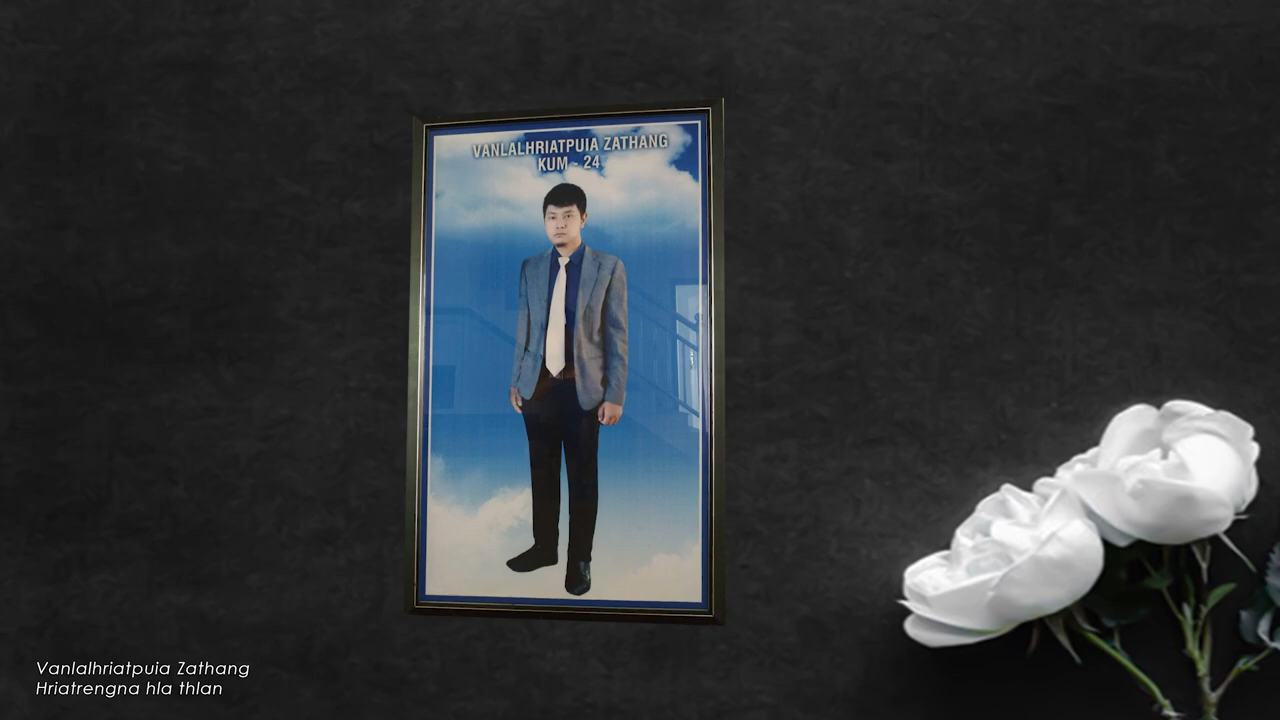 VANLALHRIATPUIA ZATHANG
KUM - 24
Vanlalhriatpuia Zathang
Hriatrengna hla thlan